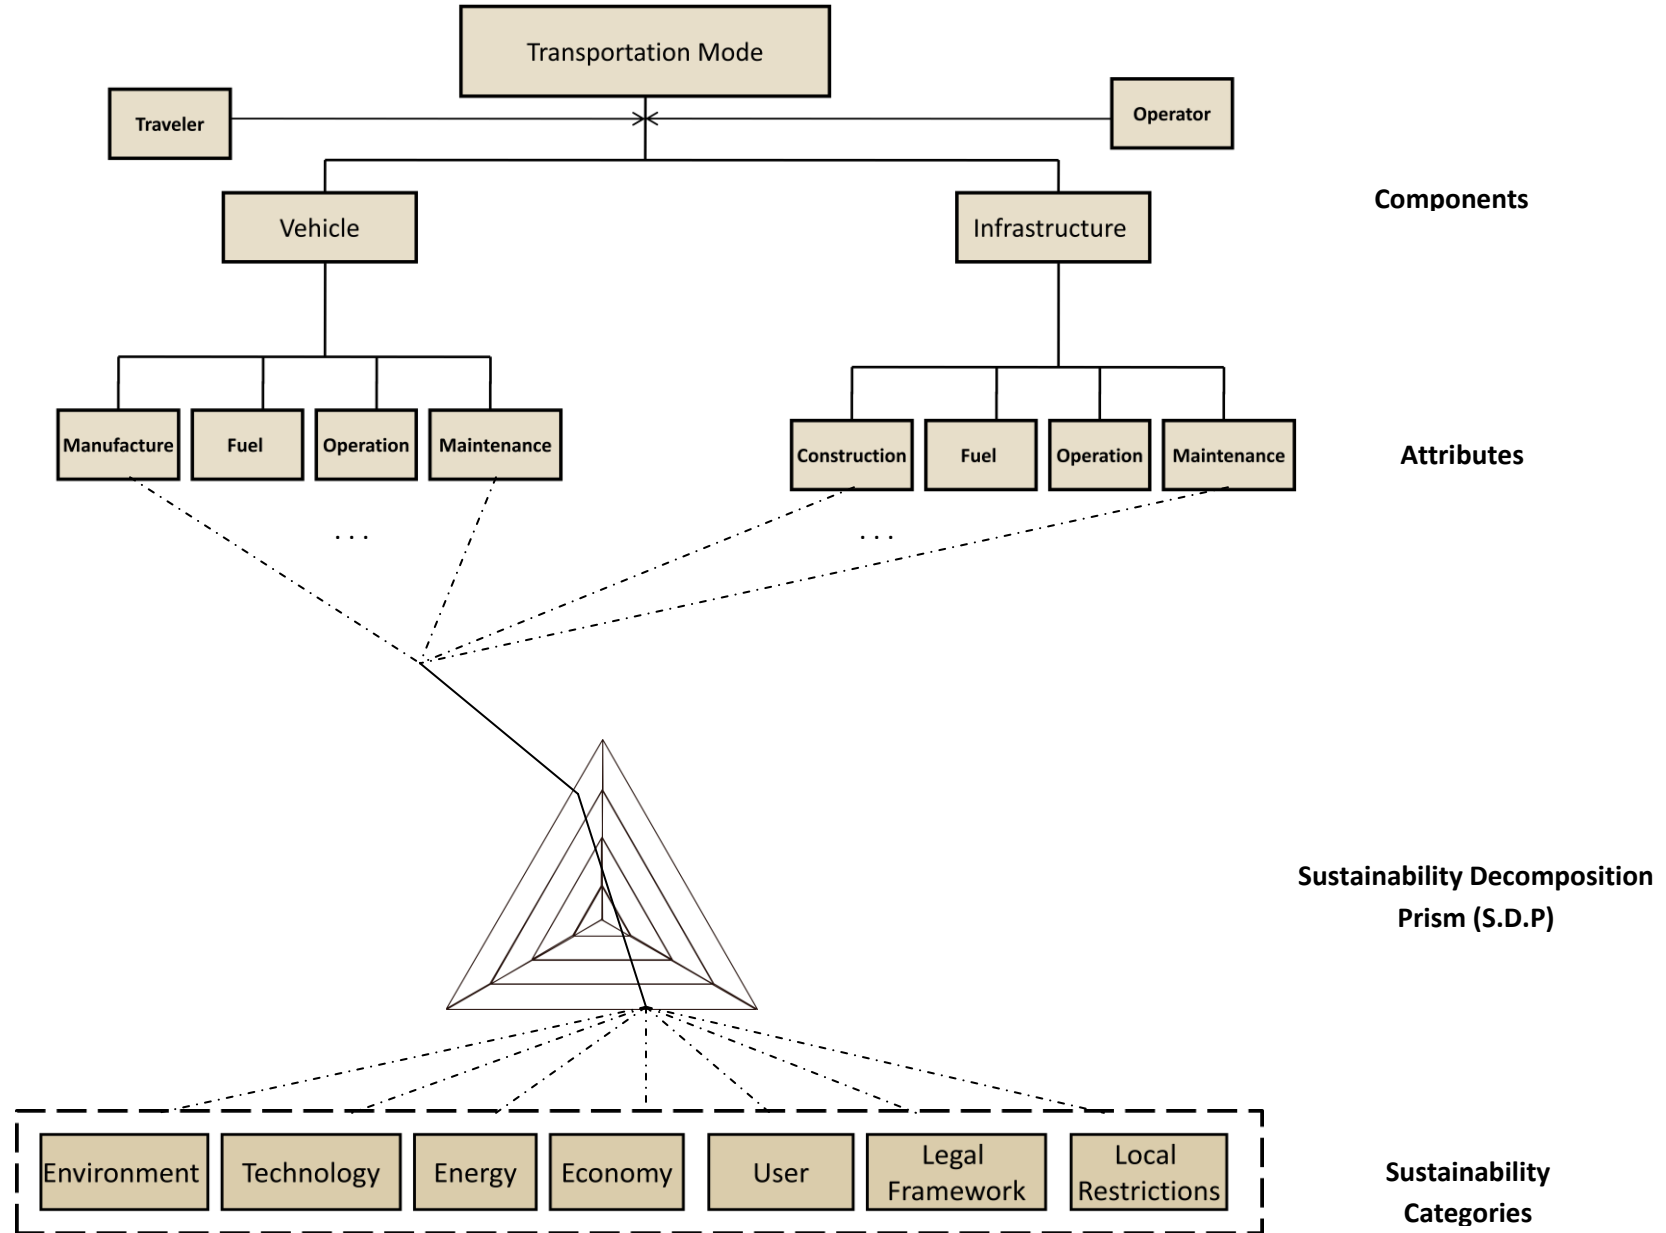 Transportation Mode
Traveler
Operator
Components
Vehicle
Infrastructure
Manufacture
Fuel
Operation
Maintenance
Construction
Fuel
Operation
Maintenance
Attributes
. . .
. . .
Sustainability Decomposition
Prism (S.D.P)
Environment
Technology
Energy
Economy
User
Legal
Framework
Local
Restrictions
Sustainability
Categories